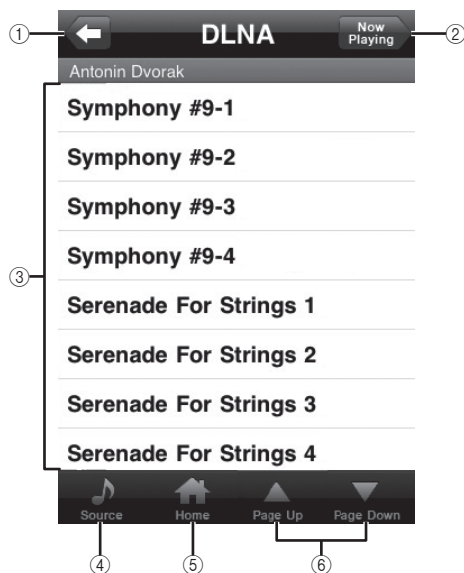 ① DLNA Now Playing ②
Antonin Dvorak
Symphony #9-1
Symphony #9-2
Symphony #9-3
Symphony #9-4
③
Serenade For Strings 1
Serenade For Strings 2
Serenade For Strings 3
Serenade For Strings 4
Source Home Page Up Page Down
④ ⑤ ⑥